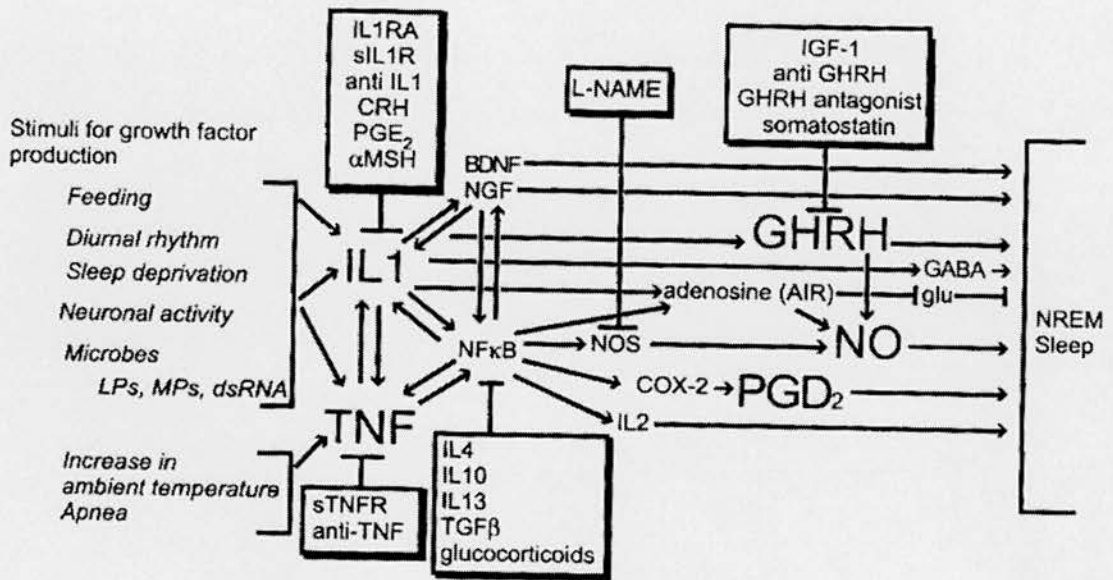 IL1RA
sIL1R
anti IL1
CRH
PGE2
αMSH
L-NAME
IGF-1
anti GHRH
GHRH antagonist
somatostatin
Stimuli for growth factor
production
Feeding
Diurnal rhythm
Sleep deprivation
Neuronal activity
Microbes
LPs, MPs, dsRNA
Increase in
ambient temperature
Apnea
BDNF
NGF
IL1
GHRH
GABA
adenosine (AIR)
glu
NFκB
NOS
NO
COX-2
PGD2
IL2
TNF
NREM
Sleep
sTNFR
anti-TNF
IL4
IL10
IL13
TGFβ
glucocorticoids